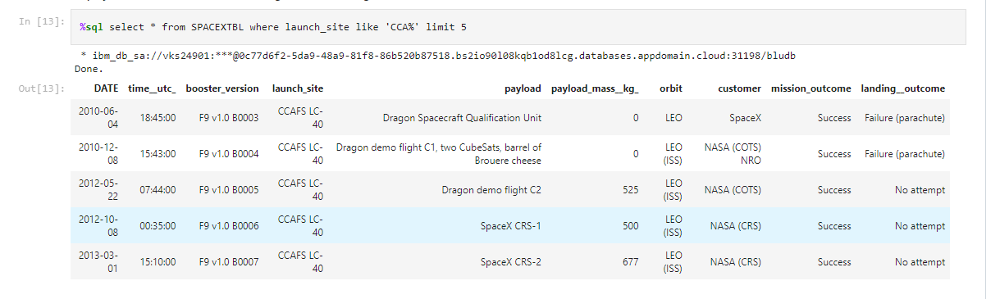 In [13]: %sql select * from SPACEXTBL where launch_site like 'CCA%' limit 5
* ibm_db_sa://vks24901:***@0c77d6f2-5da9-48a9-81f8-86b520b87518.bs2io90l08kqb1od8lcg.databases.appdomain.cloud:31198/bludb
Done.
Out[13]: DATE time__utc_ booster_version launch_site payload payload_mass__kg_ orbit customer mission_outcome landing__outcome
2010-06-04 18:45:00 F9 v1.0 B0003 CCAFS LC-40 Dragon Spacecraft Qualification Unit 0 LEO SpaceX Success Failure (parachute)
2010-12-08 15:43:00 F9 v1.0 B0004 CCAFS LC-40 Dragon demo flight C1, two CubeSats, barrel of Brouere cheese 0 LEO (ISS) NASA (COTS) NRO Success Failure (parachute)
2012-05-22 07:44:00 F9 v1.0 B0005 CCAFS LC-40 Dragon demo flight C2 525 LEO (ISS) NASA (COTS) Success No attempt
2012-10-08 00:35:00 F9 v1.0 B0006 CCAFS LC-40 SpaceX CRS-1 500 LEO (ISS) NASA (CRS) Success No attempt
2013-03-01 15:10:00 F9 v1.0 B0007 CCAFS LC-40 SpaceX CRS-2 677 LEO (ISS) NASA (CRS) Success No attempt